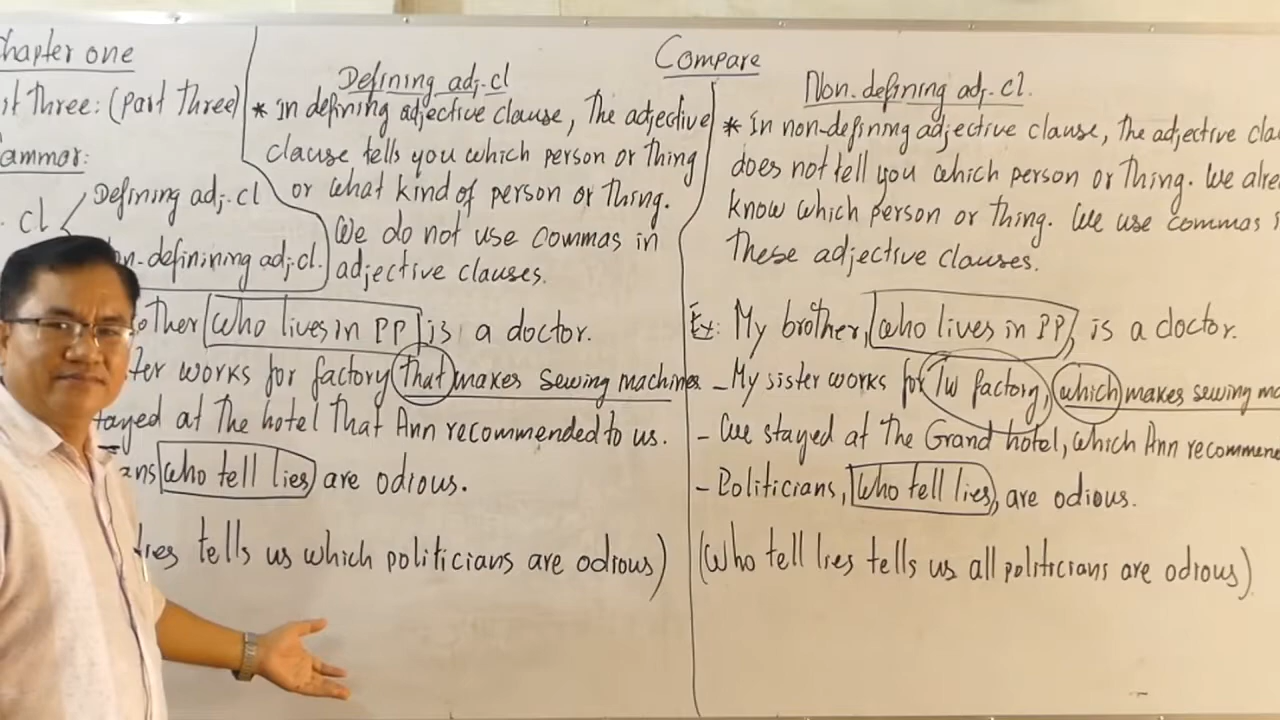 Chapter one
st Three: (part Three)
ammar:
. cl
Defining adj. cl
n-definining adj.cl.
Compare
Defining adj. cl
* In defining adjective clause, The adjective
clause tells you which person or Thing
or what kind of person or Thing.
We do not use commas in
adjective clauses.
other who lives in PP is a doctor.
ter works for factory That makes sewing machines
tayed at The hotel That Ann recommended to us.
ans who tell lies are odious.
lies tells us which politicians are odious)
Non-defining adj. cl.
* In non-defining adjective clause, The adjective cla
does not tell you which person or Thing. We alre
know which person or thing. We use commas i
These adjective clauses.
Ex: My brother, who lives in PP, is a doctor.
- My sister works for Tw factory, which makes sewing ma
- We stayed at The Grand hotel, which Ann recommen
- Politicians, who tell lies, are odious.
(Who tell lies tells us all politicians are odious)